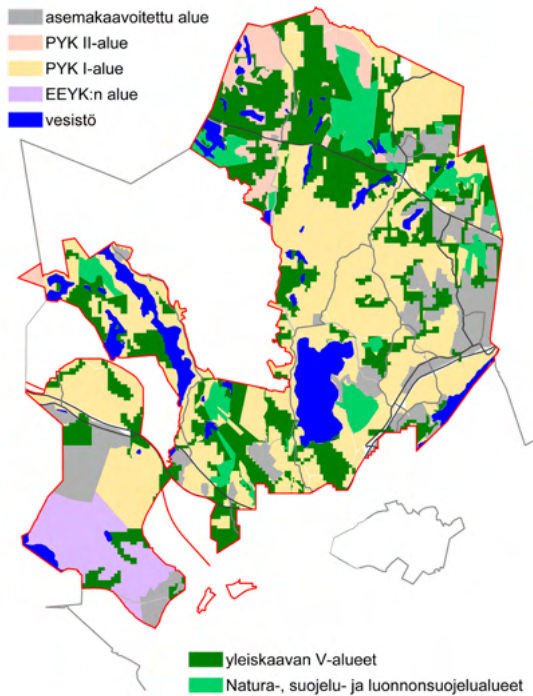 asemakaavoitettu alue
PYK II-alue
PYK I-alue
EEYK:n alue
vesistö
yleiskaavan V-alueet
Natura-, suojelu- ja luonnonsuojelualueet